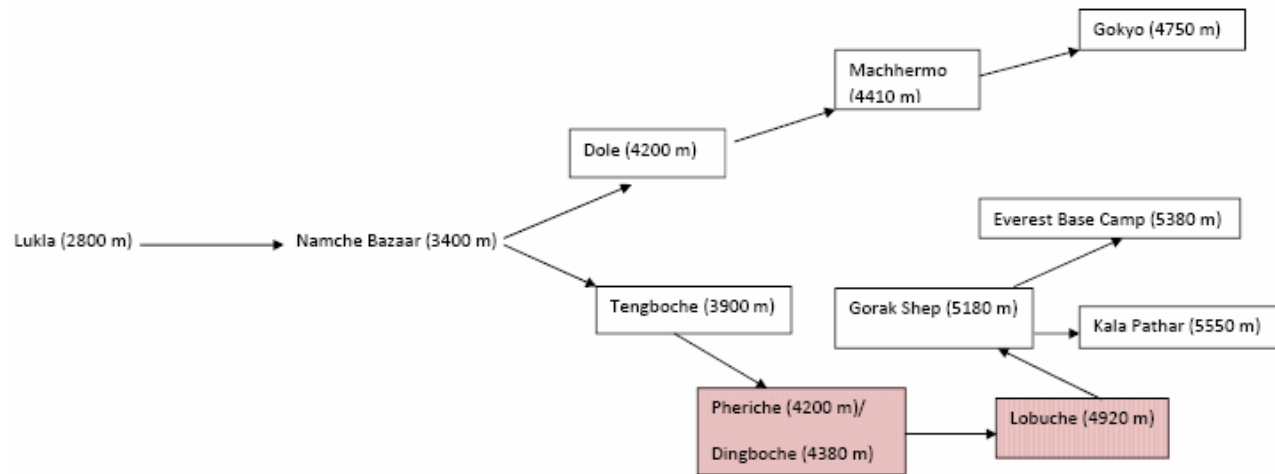 Gokyo (4750 m)
Machhermo
(4410 m)
Dole (4200 m)
Everest Base Camp (5380 m)
Lukla (2800 m)
Namche Bazaar (3400 m)
Tengboche (3900 m)
Gorak Shep (5180 m)
Kala Pathar (5550 m)
Pheriche (4200 m)/
Dingboche (4380 m)
Lobuche (4920 m)